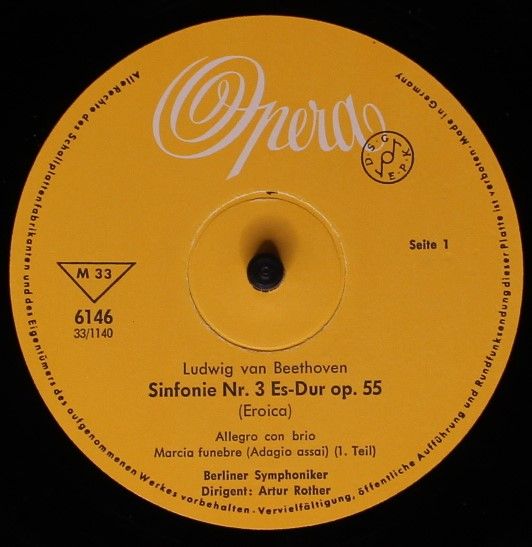 Opera
DSG
E.P.K
Seite 1
M 33
6146
33/1140
Ludwig van Beethoven
Sinfonie Nr. 3 Es-Dur op. 55
(Eroica)
Allegro con brio
Marcia funebre (Adagio assai) (1. Teil)
Berliner Symphoniker
Dirigent: Artur Rother
Alle Rechte des Schallplattenfabrikanten und des Eigentümers des aufgenommenen Werkes vorbehalten - Vervielfältigung, öffentliche Aufführung und Rundfunksendung dieser Platte ist verboten. Made in Germany